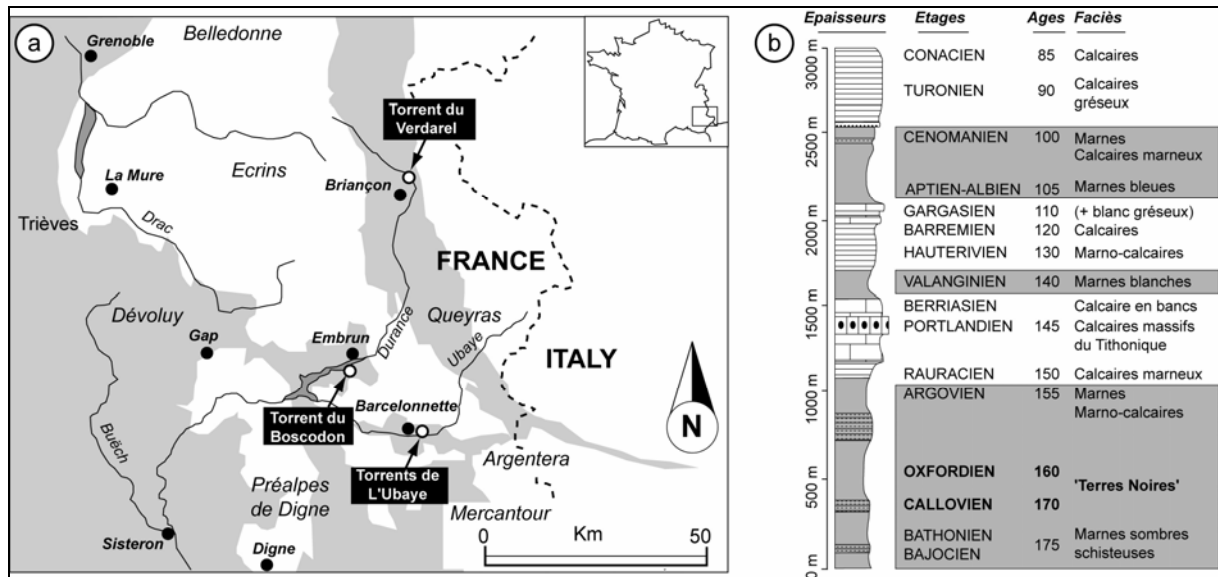 a
Grenoble
Belledonne
Torrent du
Verdarel
La Mure
Ecrins
Briançon
Trièves
Drac
FRANCE
Dévoluy
Gap
Embrun
Durance
Queyras
Ubaye
ITALY
Barcelonnette
Torrent du
Boscodon
N
Buëch
Torrents de
L'Ubaye
Argentera
Préalpes
de Digne
Mercantour
Sisteron
Digne
0 Km 50
b
Epaisseurs Etages Ages Faciès
3000 m
2500 m
2000 m
1500 m
1000 m
500 m
0 m
CONACIEN 85 Calcaires
TURONIEN 90 Calcaires
gréseux
CENOMANIEN 100 Marnes
Calcaires marneux
APTIEN-ALBIEN 105 Marnes bleues
GARGASIEN 110 (+ blanc gréseux)
BARREMIEN 120 Calcaires
HAUTERIVIEN 130 Marno-calcaires
VALANGINIEN 140 Marnes blanches
BERRIASIEN Calcaire en bancs
PORTLANDIEN 145 Calcaires massifs
du Tithonique
RAURACIEN 150 Calcaires marneux
ARGOVIEN 155 Marnes
Marno-calcaires
OXFORDIEN 160
'Terres Noires'
CALLOVIEN 170
BATHONIEN 175 Marnes sombres
BAJOCIEN schisteuses